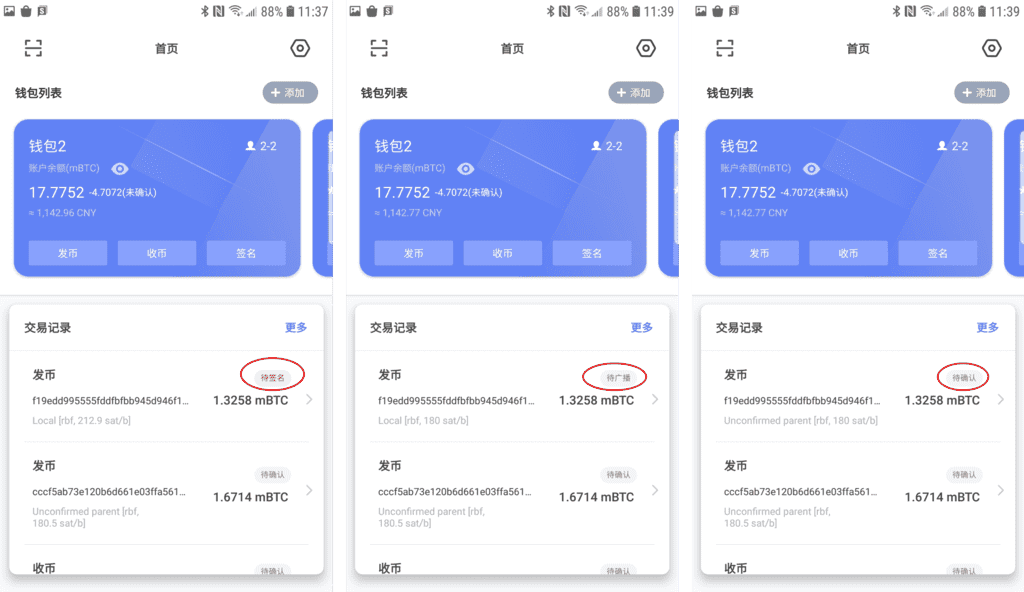 88% 11:37
首页
钱包列表
+ 添加
钱包2
2-2
账户余额(mBTC)
17.7752 -4.7072(未确认)
≈ 1,142.96 CNY
发币 收币 签名
交易记录 更多
发币
待签名
f19edd995555fddfbfbb945d946f1... 1.3258 mBTC
Local [rbf, 212.9 sat/b]
发币
待确认
cccf5ab73e120b6d661e03ffa561... 1.6714 mBTC
Unconfirmed parent [rbf,
180.5 sat/b]
收币
待确认
88% 11:39
首页
钱包列表
+ 添加
钱包2
2-2
账户余额(mBTC)
17.7752 -4.7072(未确认)
≈ 1,142.77 CNY
发币 收币 签名
交易记录 更多
发币
待广播
f19edd995555fddfbfbb945d946f1... 1.3258 mBTC
Local [rbf, 180 sat/b]
发币
待确认
cccf5ab73e120b6d661e03ffa561... 1.6714 mBTC
Unconfirmed parent [rbf,
180.5 sat/b]
收币
待确认
88% 11:39
首页
钱包列表
+ 添加
钱包2
2-2
账户余额(mBTC)
17.7752 -4.7072(未确认)
≈ 1,142.77 CNY
发币 收币 签名
交易记录 更多
发币
待确认
f19edd995555fddfbfbb945d946f1... 1.3258 mBTC
Unconfirmed parent [rbf, 180 sat/b]
发币
待确认
cccf5ab73e120b6d661e03ffa561... 1.6714 mBTC
Unconfirmed parent [rbf,
180.5 sat/b]
收币
待确认